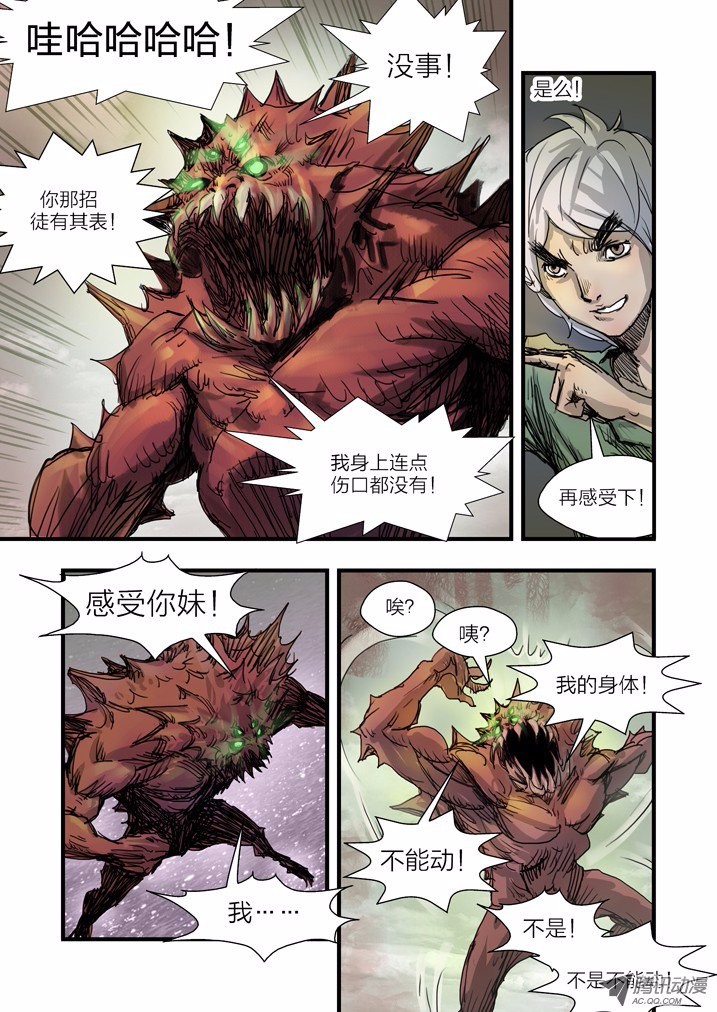 哇哈哈哈哈！
没事！
你那招
徒有其表！
我身上连点
伤口都没有！
是么！
再感受下！
感受你妹！
我……
唉？
咦？
我的身体！
不能动！
不是！
不是不能动！
腾讯动漫
AC.QQ.COM